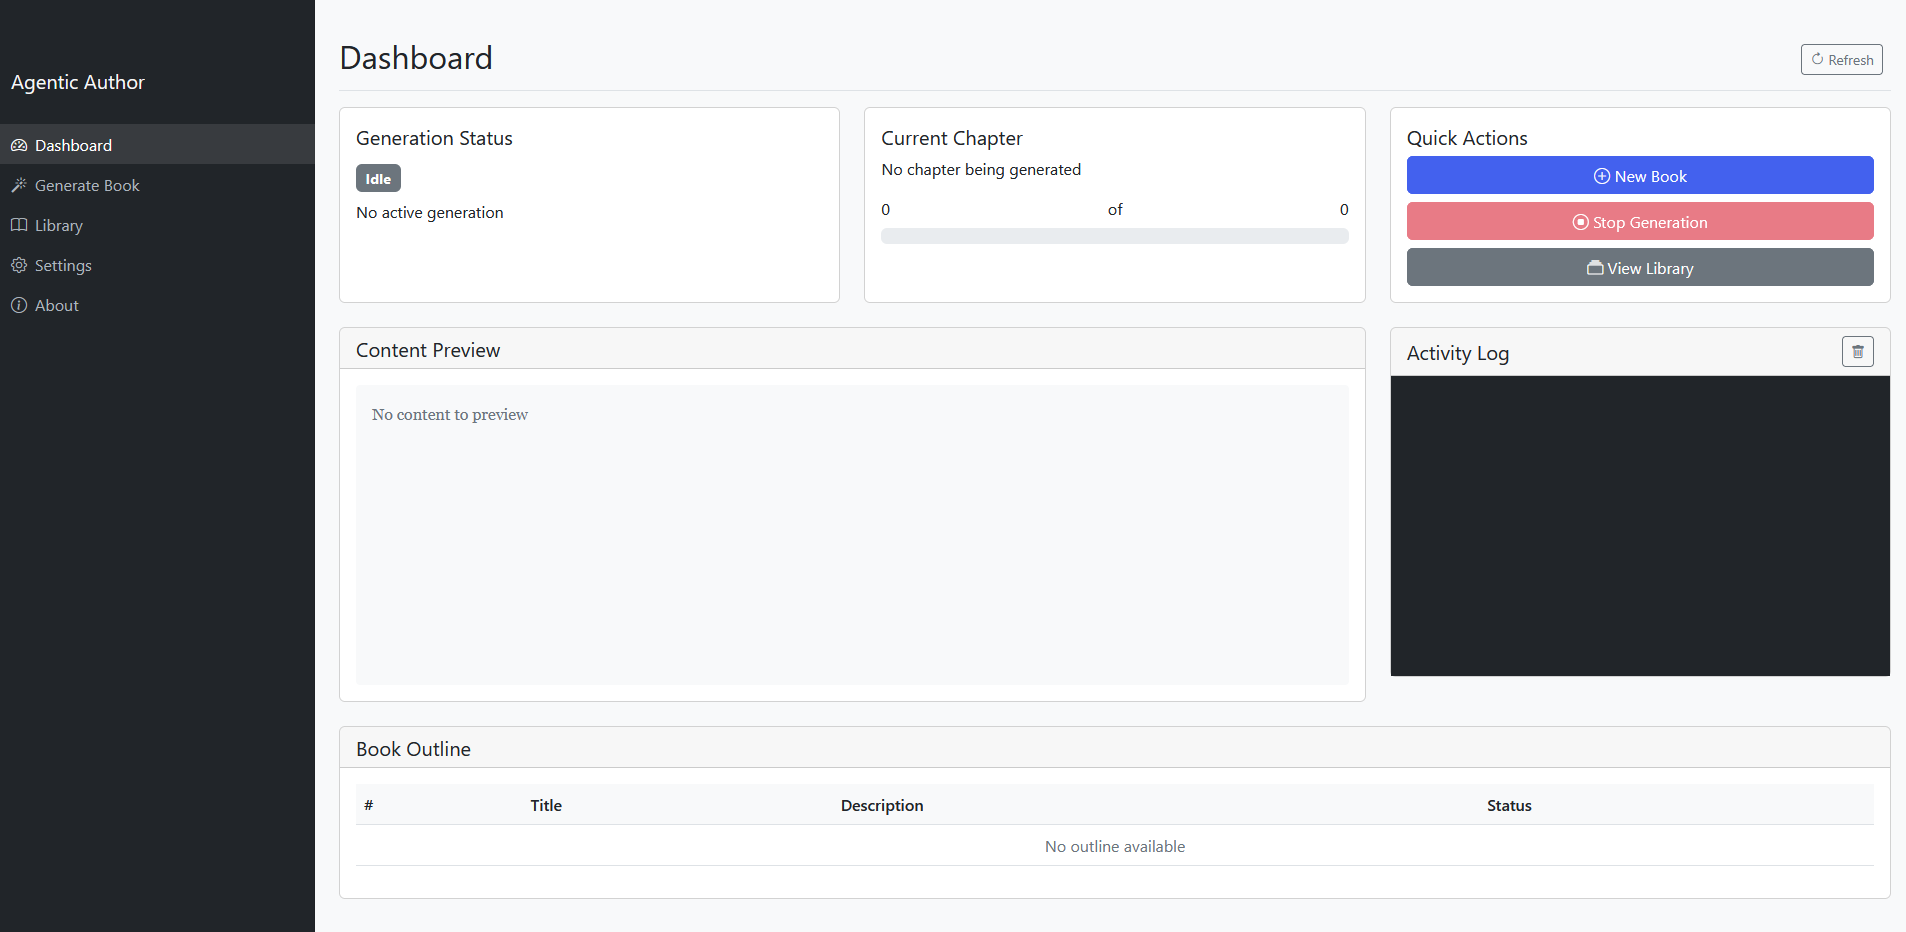 Agentic Author
Dashboard
Generate Book
Library
Settings
About
Dashboard
Refresh
Generation Status
Idle
No active generation
Current Chapter
No chapter being generated
0 of 0
Quick Actions
New Book
Stop Generation
View Library
Content Preview
No content to preview
Activity Log
Book Outline
# Title Description Status
No outline available